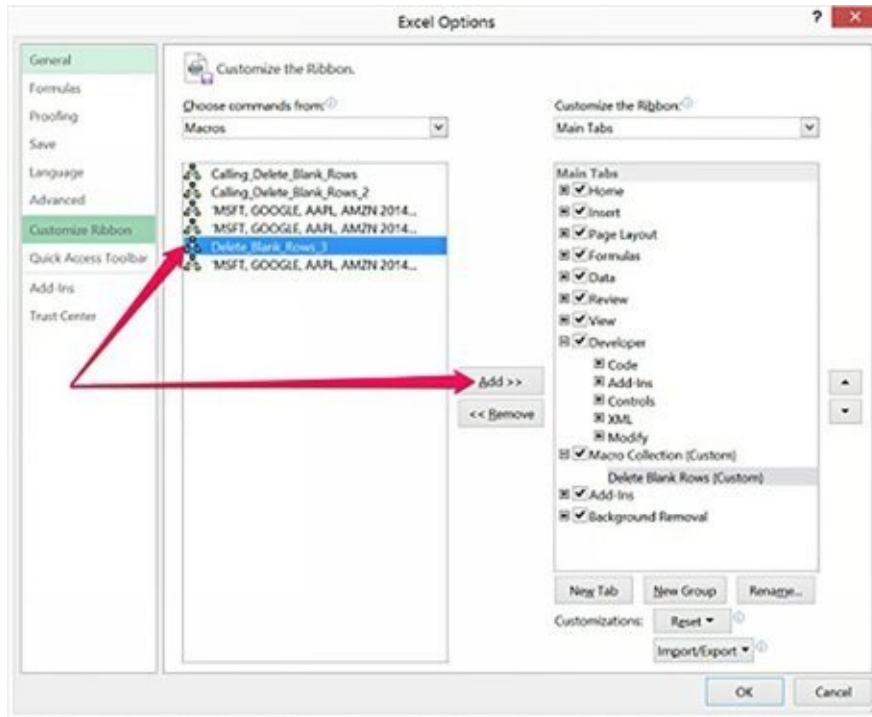 Excel Options
?
General
Formulas
Proofing
Save
Language
Advanced
Customize Ribbon
Quick Access Toolbar
Add-Ins
Trust Center
Customize the Ribbon.
Choose commands from:
Macros
Calling_Delete_Blank_Rows
Calling_Delete_Blank_Rows_2
'MSFT, GOOGLE, AAPL, AMZN 2014...
'MSFT, GOOGLE, AAPL, AMZN 2014...
Delete_Blank_Rows_3
'MSFT, GOOGLE, AAPL, AMZN 2014...
Add >>
<< Remove
Customize the Ribbon:
Main Tabs
Main Tabs
Home
Insert
Page Layout
Formulas
Data
Review
View
Developer
Code
Add-Ins
Controls
XML
Modify
Macro Collection (Custom)
Delete Blank Rows (Custom)
Add-Ins
Background Removal
New Tab New Group Rename...
Customizations: Reset
Import/Export
OK Cancel